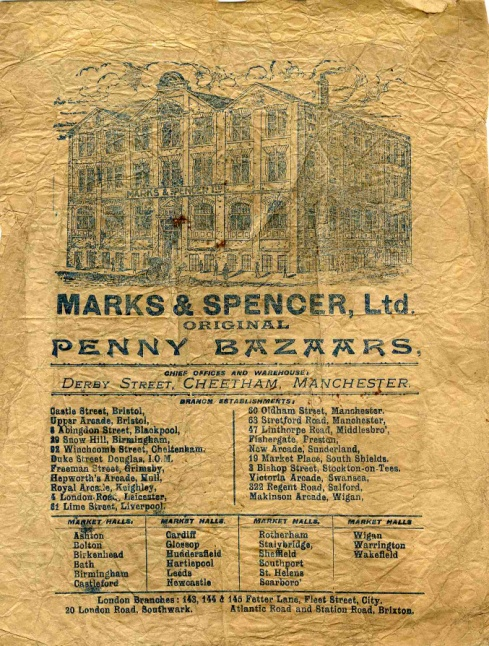 MARKS & SPENCER LTD
MARKS & SPENCER, Ltd.
ORIGINAL
PENNY BAZAARS,
CHIEF OFFICES AND WAREHOUSE:
DERBY STREET, CHEETHAM, MANCHESTER.
BRANCH ESTABLISHMENTS:
Castle Street, Bristol,
Upper Arcade, Bristol,
Abingdon Street, Blackpool,
29 Snow Hill, Birmingham,
Winchcomb Street, Cheltenham.
Duke Street Douglas, I.O.M.
Freeman Street, Grimsby,
Hepworth's Arcade, Hull,
Royal Arcade, Keighley,
4 London Road, Leicester,
61 Lime Street, Liverpool.
60 Oldham Street, Manchester.
63 Stretford Road, Manchester,
47 Linthorpe Road, Middlesbro',
Fishergate, Preston,
New Arcade, Sunderland,
19 Market Place, South Shields.
3 Bishop Street, Stockton-on-Tees.
Victoria Arcade, Swansea,
322 Regent Road, Salford,
Makinson Arcade, Wigan,
MARKET HALLS:
Ashton
Bolton
Birkenhead
Bath
Birmingham
Castleford
MARKET HALLS.
Cardiff
Glossop
Huddersfield
Hartlepool
Leeds
Newcastle
MARKET HALLS.
Rotherham
Stalybridge,
Sheffield
Southport
St. Helens
Scarboro'
MARKET HALLS
Wigan
Warrington
Wakefield
London Branches: 143, 144 & 145 Fetter Lane, Fleet Street, City.
20 London Road, Southwark. Atlantic Road and Station Road, Brixton.